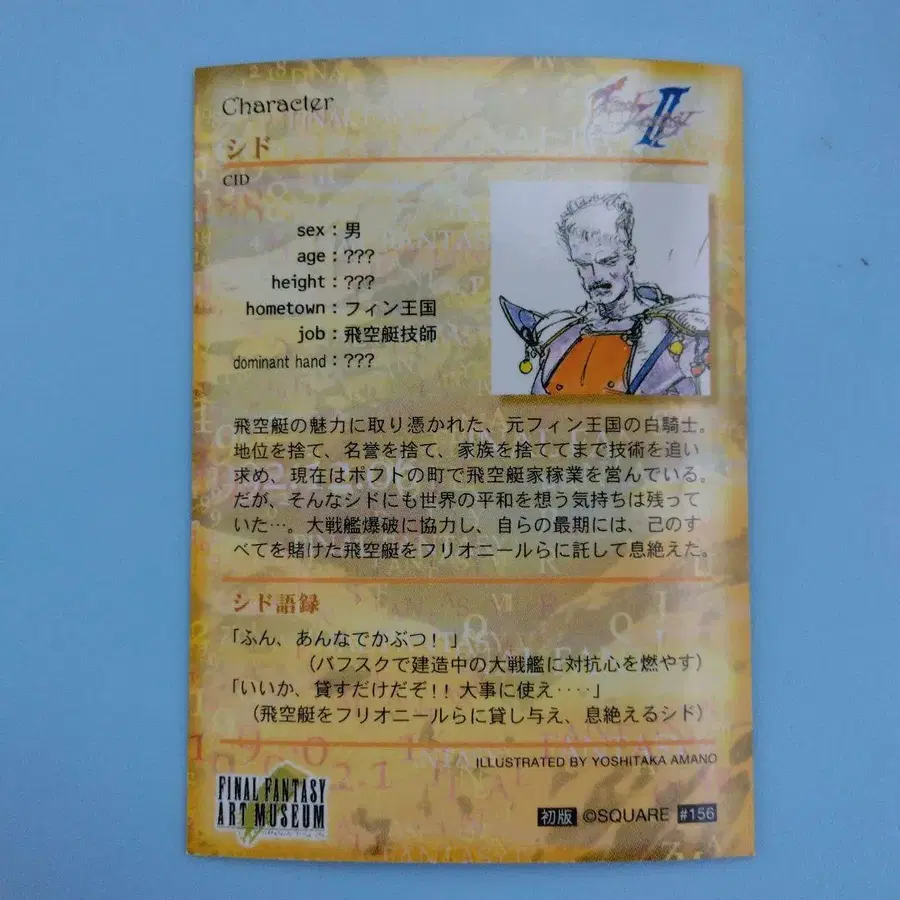 Character
FINAL FANTASY II
シド
CID
sex：男
age：???
height：???
hometown：フィン王国
job：飛空艇技師
dominant hand：???
飛空艇の魅力に取り憑かれた、元フィン王国の白騎士。
地位を捨て、名誉を捨て、家族を捨ててまで技術を追い
求め、現在はポフトの町で飛空艇家稼業を営んでいる。
だが、そんなシドにも世界の平和を想う気持ちは残って
いた…。大戦艦爆破に協力し、自らの最期には、己のす
べてを賭けた飛空艇をフリオニールらに託して息絶えた。
シド語録
「ふん、あんなでかぶつ！」
（バフスクで建造中の大戦艦に対抗心を燃やす）
「いいか、貸すだけだぞ!! 大事に使え‥‥」
（飛空艇をフリオニールらに貸し与え、息絶えるシド）
ILLUSTRATED BY YOSHITAKA AMANO
FINAL FANTASY
ART MUSEUM
初版 ©SQUARE #156